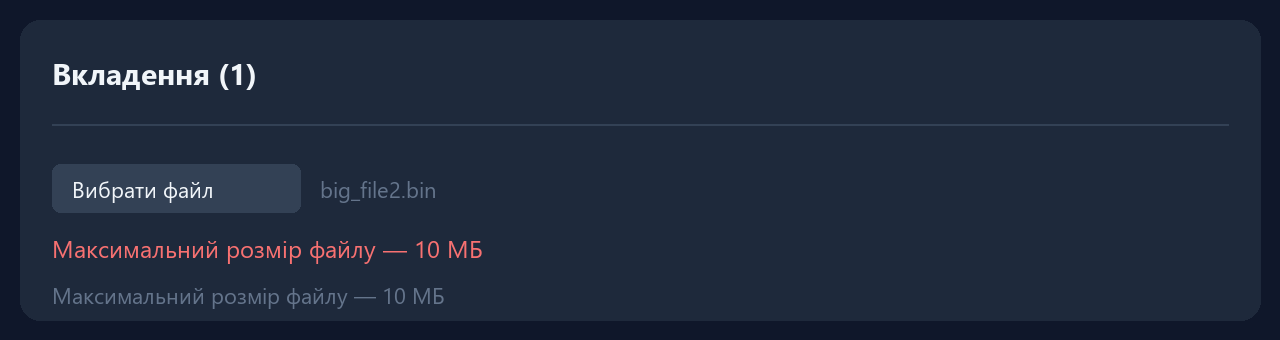 Вкладення (1)
Вибрати файл big_file2.bin
Максимальний розмір файлу — 10 МБ
Максимальний розмір файлу — 10 МБ